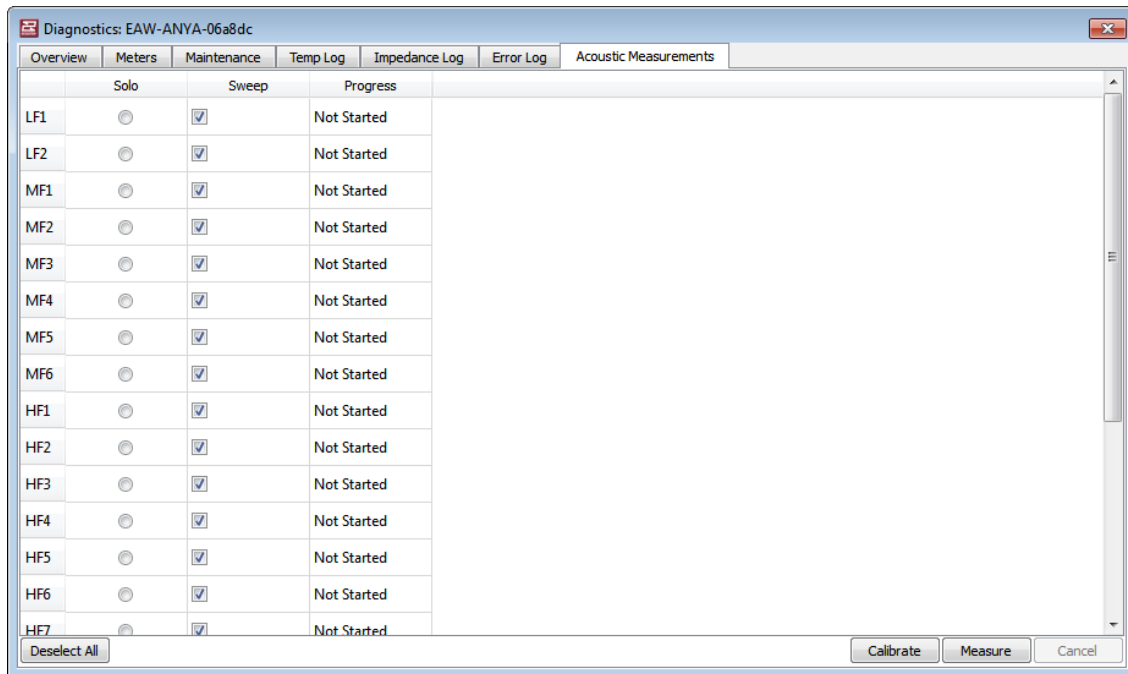 Diagnostics: EAW-ANYA-06a8dc
Overview Meters Maintenance Temp Log Impedance Log Error Log Acoustic Measurements
Solo Sweep Progress
LF1 Not Started
LF2 Not Started
MF1 Not Started
MF2 Not Started
MF3 Not Started
MF4 Not Started
MF5 Not Started
MF6 Not Started
HF1 Not Started
HF2 Not Started
HF3 Not Started
HF4 Not Started
HF5 Not Started
HF6 Not Started
HF7 Not Started
Deselect All Calibrate Measure Cancel